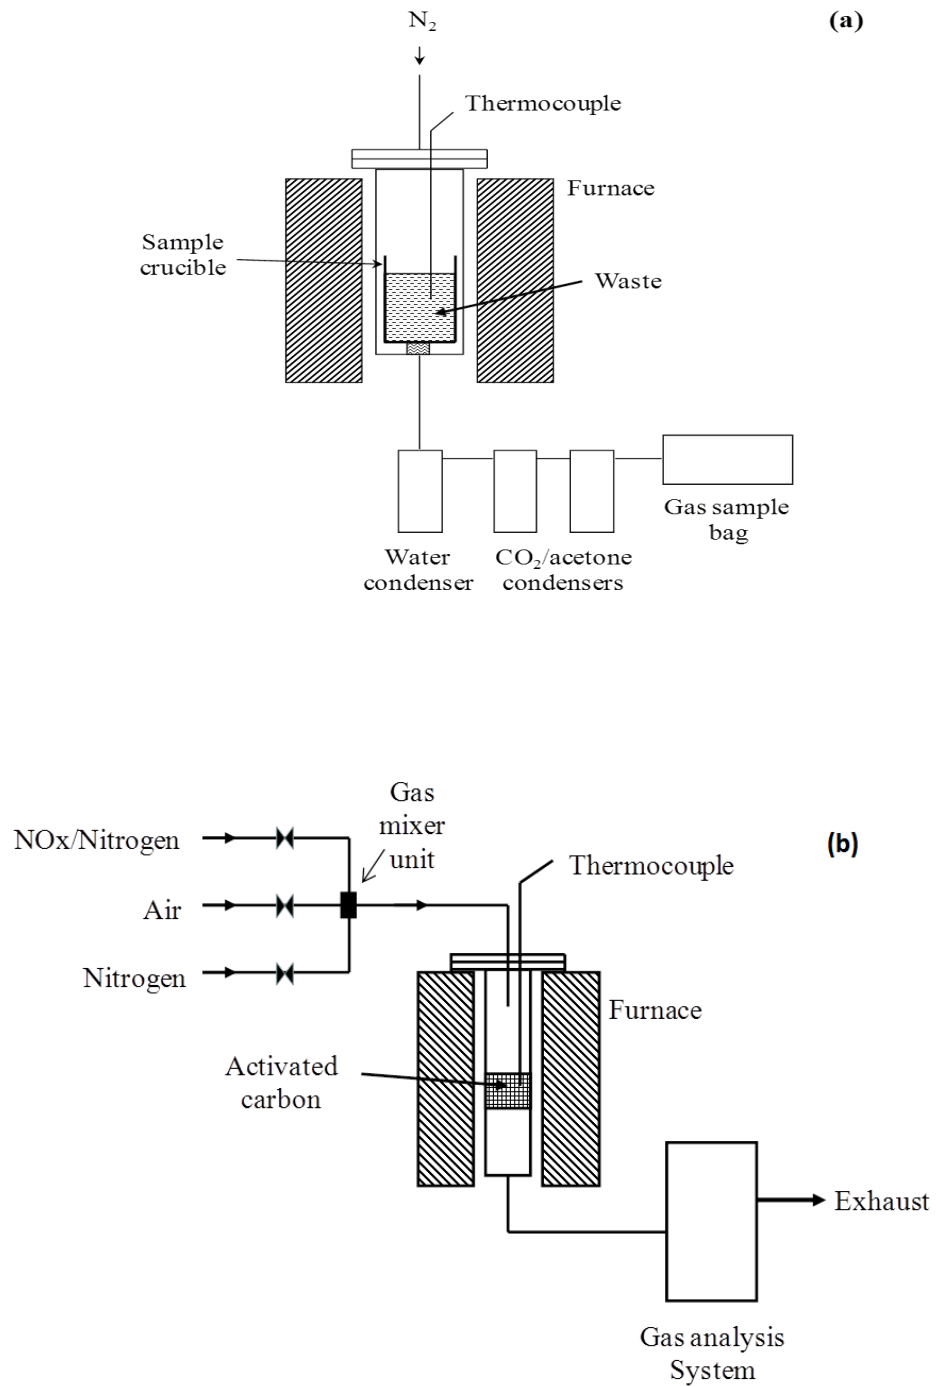 N₂
(a)
Thermocouple
Furnace
Sample
crucible
Waste
Gas sample
bag
Water
condenser
CO₂/acetone
condensers
Gas
mixer
unit
NOx/Nitrogen
(b)
Thermocouple
Air
Nitrogen
Furnace
Activated
carbon
Exhaust
Gas analysis
System